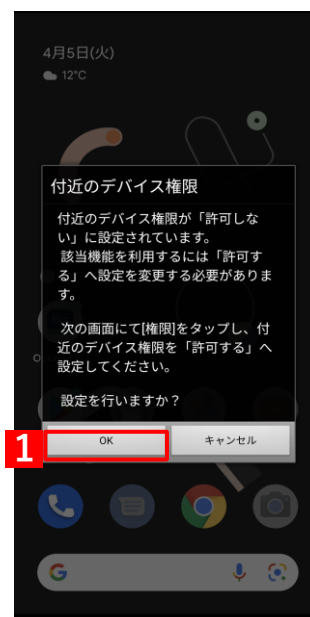 4月5日(火)
12°C
付近のデバイス権限
付近のデバイス権限が「許可しな
い」に設定されています。
該当機能を利用するには「許可す
る」へ設定を変更する必要がありま
す。
次の画面にて[権限]をタップし、付
近のデバイス権限を「許可する」へ
設定してください。
設定を行いますか？
1
OK
キャンセル